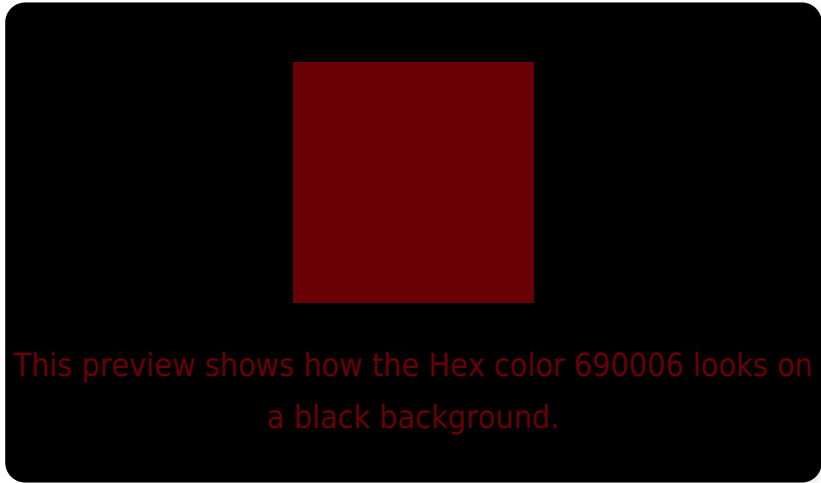 This preview shows how the Hex color 690006 looks on
a black background.